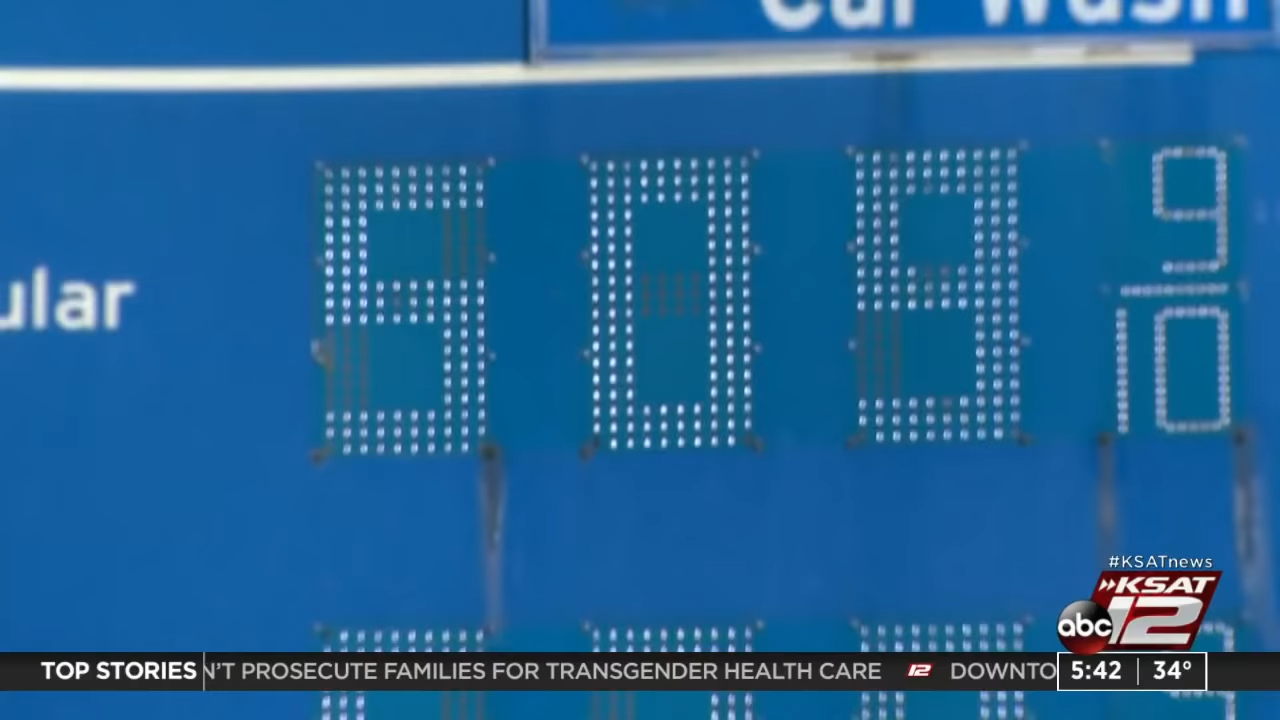 Car Wash
ular
509 9/10
#KSATnews
KSAT
abc 12
TOP STORIES N'T PROSECUTE FAMILIES FOR TRANSGENDER HEALTH CARE 12 DOWNTO 5:42 34°